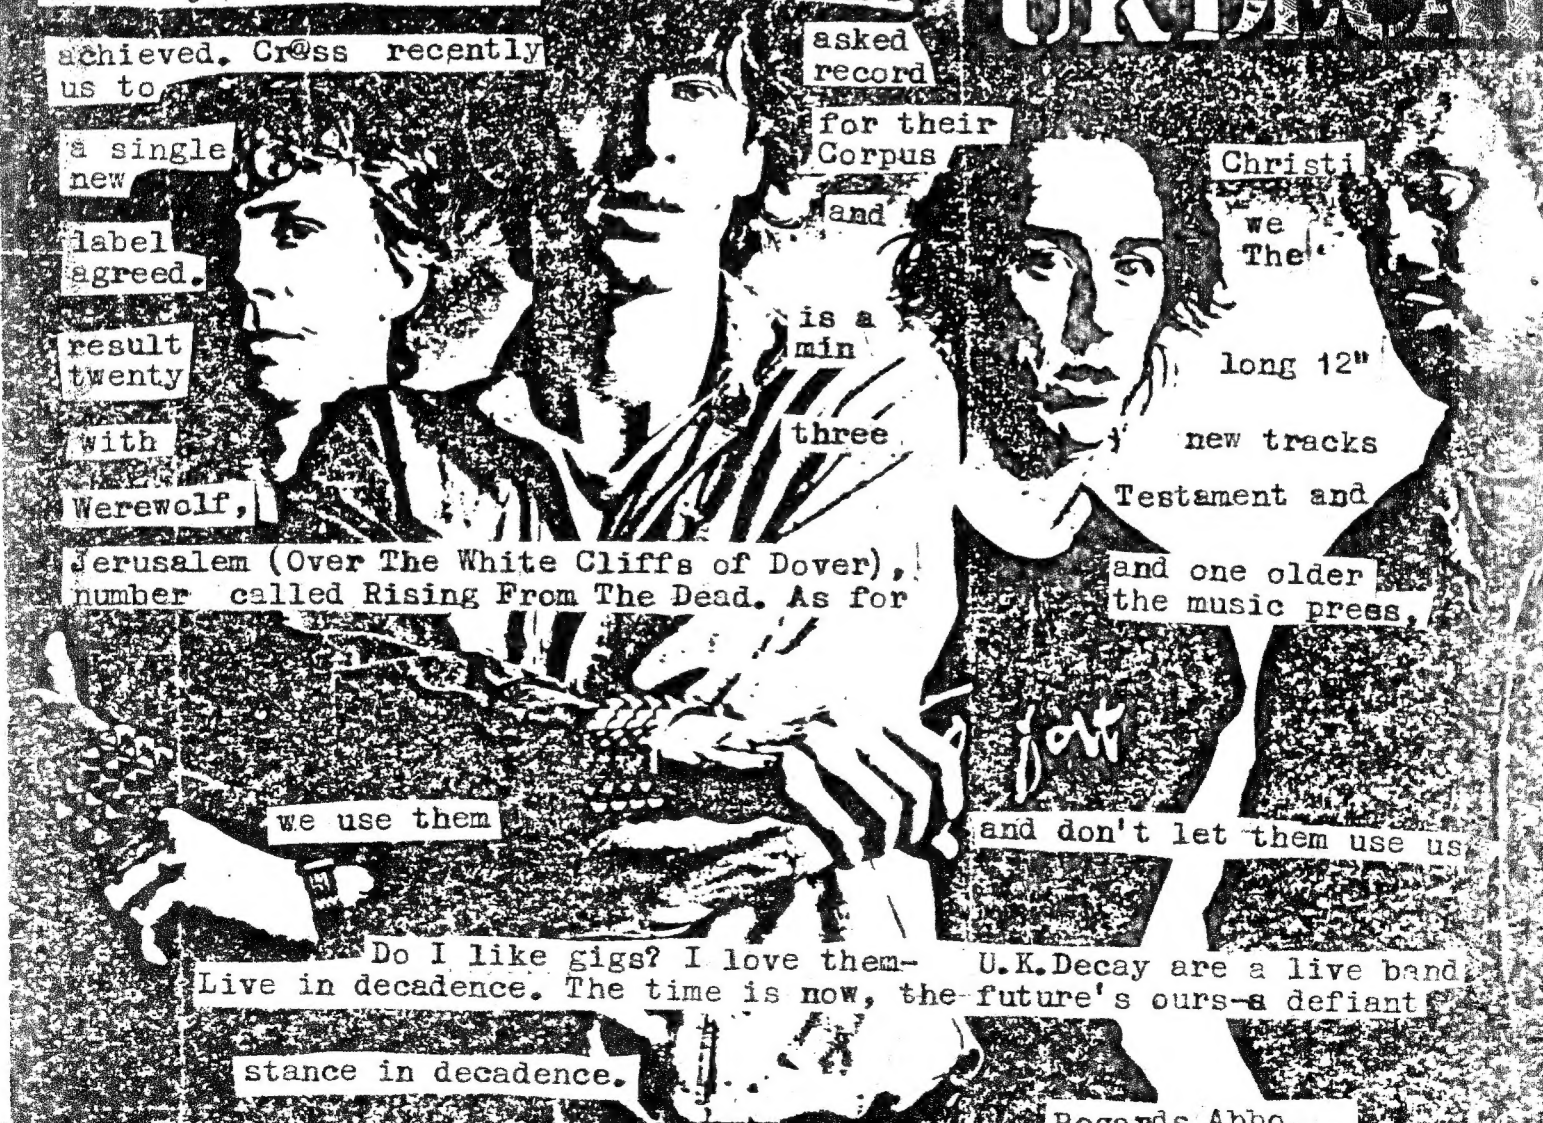 UKDECAY
achieved. Cr@ss recently asked
us to record
a single for their
new Corpus Christi
label and we
agreed. The
result is a
twenty min long 12"
with three new tracks
Werewolf, Testament and
Jerusalem (Over The White Cliffs of Dover), and one older
number called Rising From The Dead. As for the music press,
we use them and don't let them use us
Do I like gigs? I love them- U.K.Decay are a live band
Live in decadence. The time is now, the future's ours-a defiant
stance in decadence.
Regards Abbo